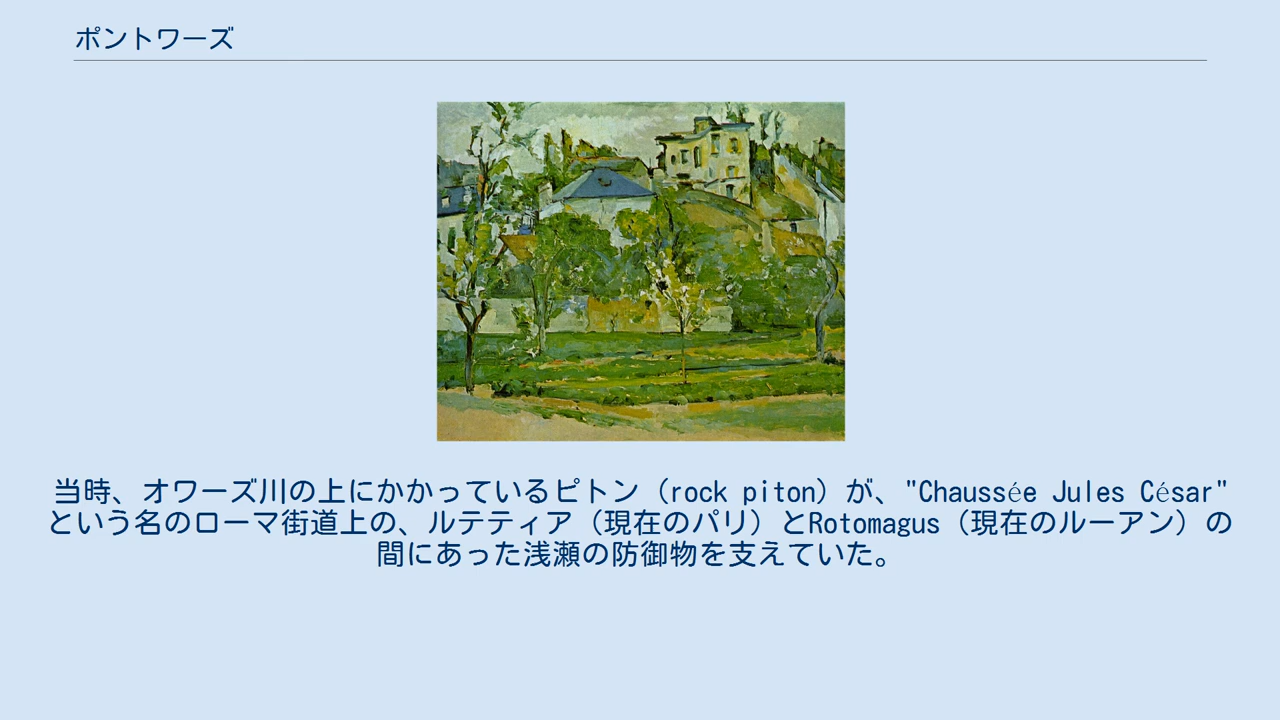 ポントワーズ
当時、オワーズ川の上にかかっているピトン（rock piton）が、"Chaussée Jules César"
という名のローマ街道上の、ルテティア（現在のパリ）とRotomagus（現在のルーアン）の
間にあった浅瀬の防御物を支えていた。